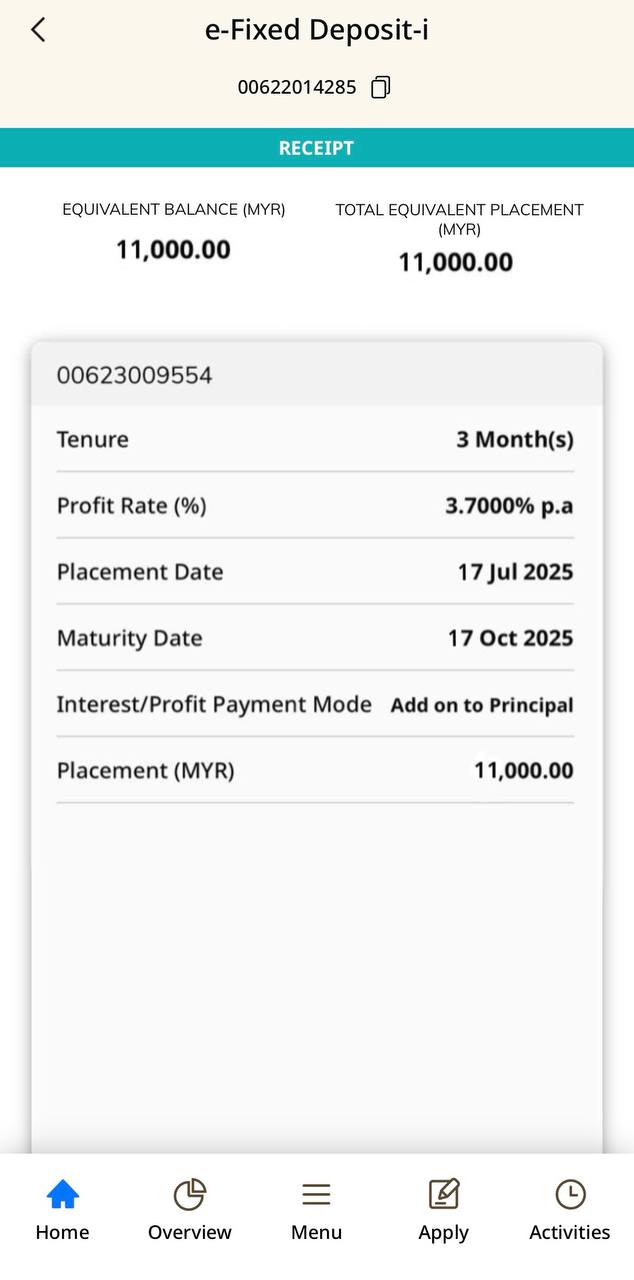 e-Fixed Deposit-i
00622014285
RECEIPT
EQUIVALENT BALANCE (MYR)
11,000.00
TOTAL EQUIVALENT PLACEMENT
(MYR)
11,000.00
00623009554
Tenure 3 Month(s)
Profit Rate (%) 3.7000% p.a
Placement Date 17 Jul 2025
Maturity Date 17 Oct 2025
Interest/Profit Payment Mode Add on to Principal
Placement (MYR) 11,000.00
Home Overview Menu Apply Activities